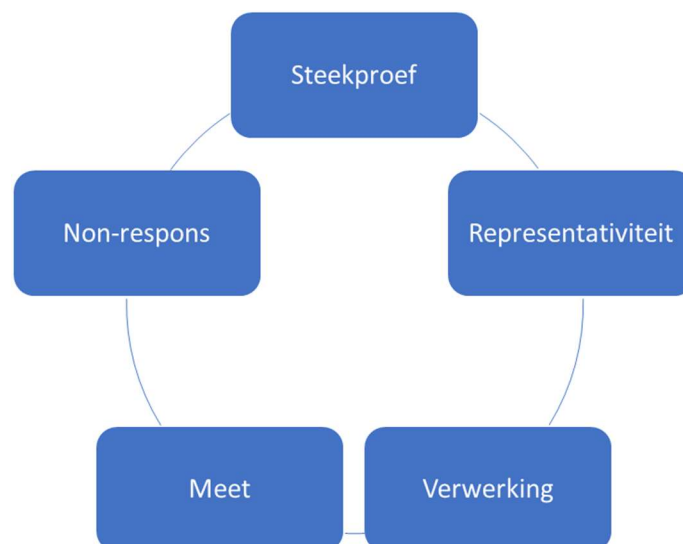 Steekproef
Non-respons
Representativiteit
Meet
Verwerking